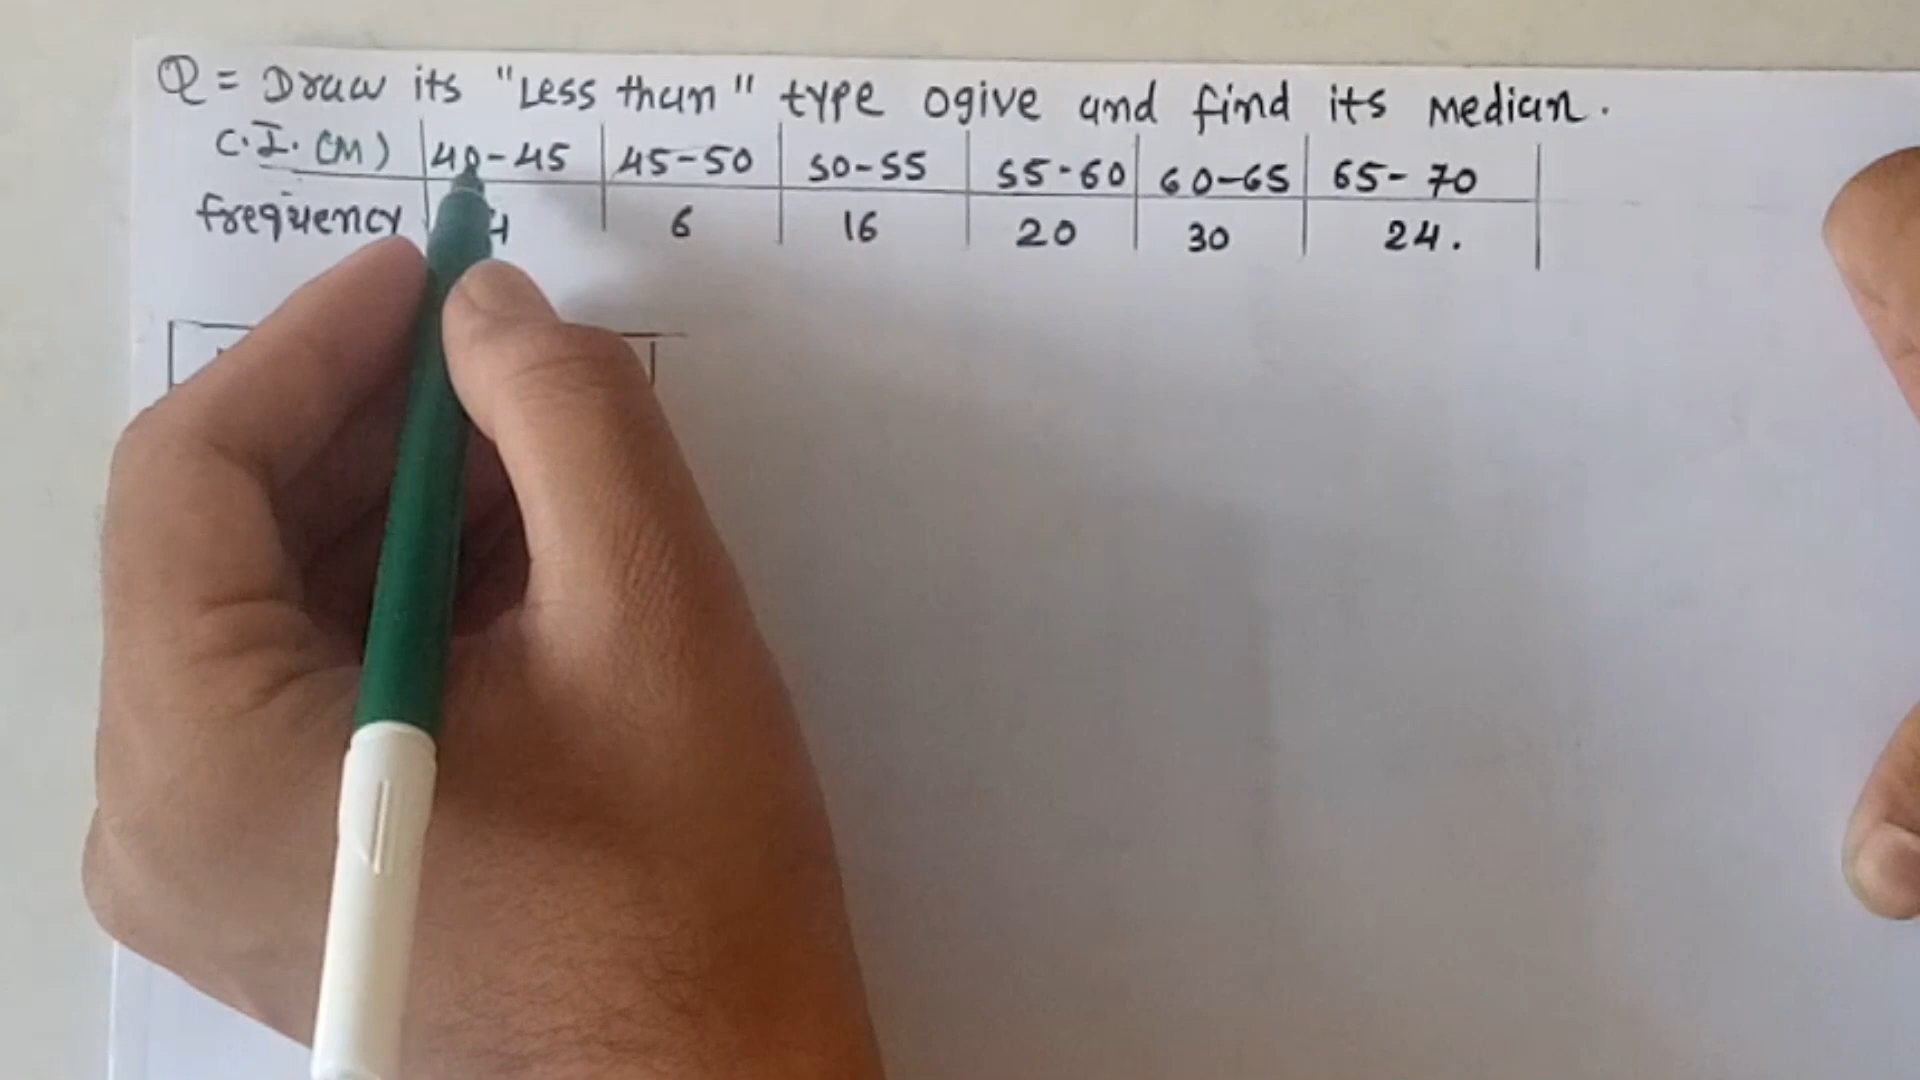 Q = Draw its "Less than" type ogive and find its median.
C.I. (M) 40-45 45-50 50-55 55-60 60-65 65-70
frequency 4 6 16 20 30 24.